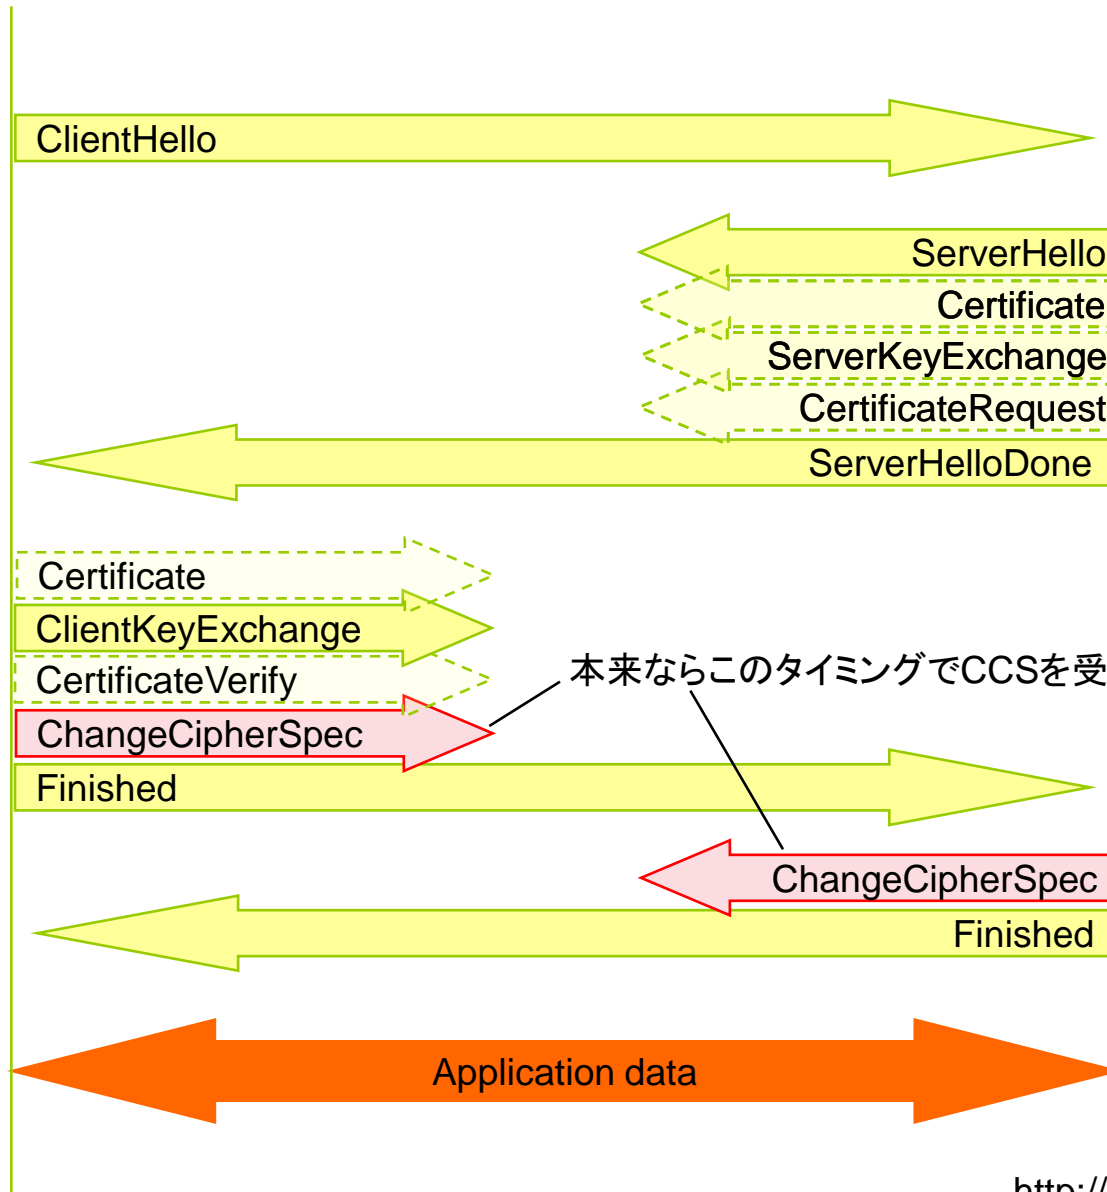 ClientHello
ServerHello
Certificate
ServerKeyExchange
CertificateRequest
ServerHelloDone
Certificate
ClientKeyExchange
CertificateVerify
本来ならこのタイミングでCCSを受
ChangeCipherSpec
Finished
ChangeCipherSpec
Finished
Application data
http://